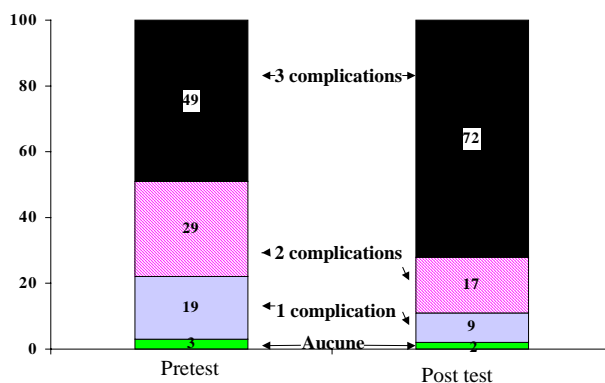 100
80
60
40
20
0
49
29
19
3
3 complications
2 complications
1 complication
Aucune
72
17
9
2
Pretest
Post test